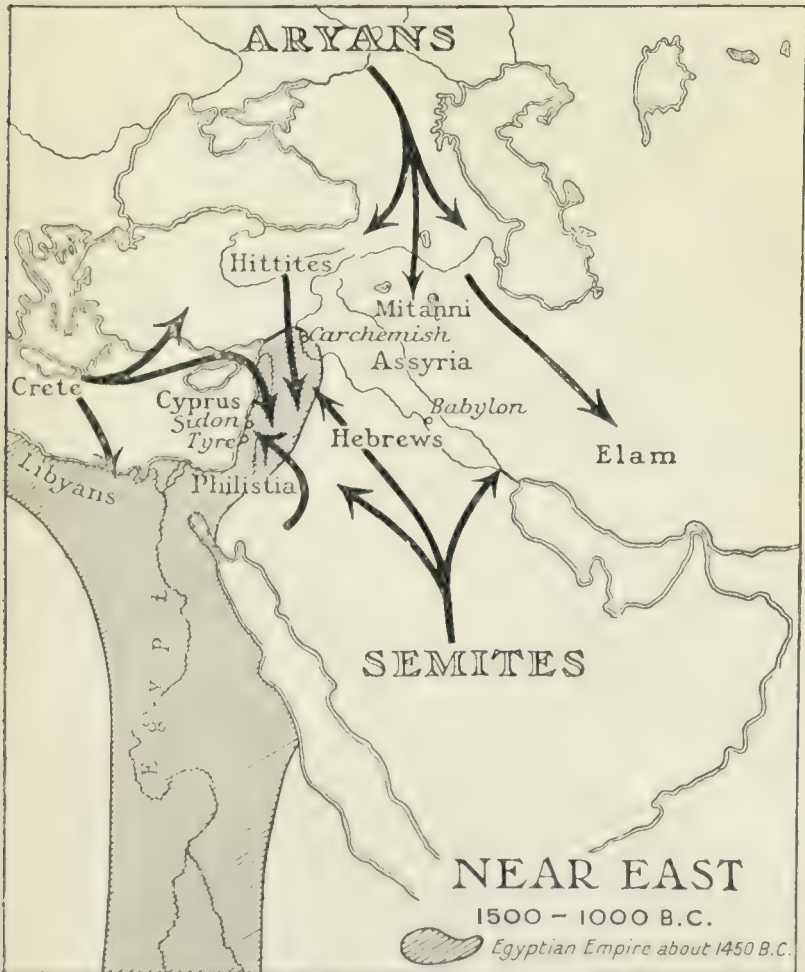 ARYANS
Hittites
Mitanni
Carchemish
Assyria
Crete
Cyprus
Sidon
Tyre
Babylon
Hebrews
Elam
Libyans
Philistia
Egypt
SEMITES
NEAR EAST
1500 – 1000 B.C.
Egyptian Empire about 1450 B.C.